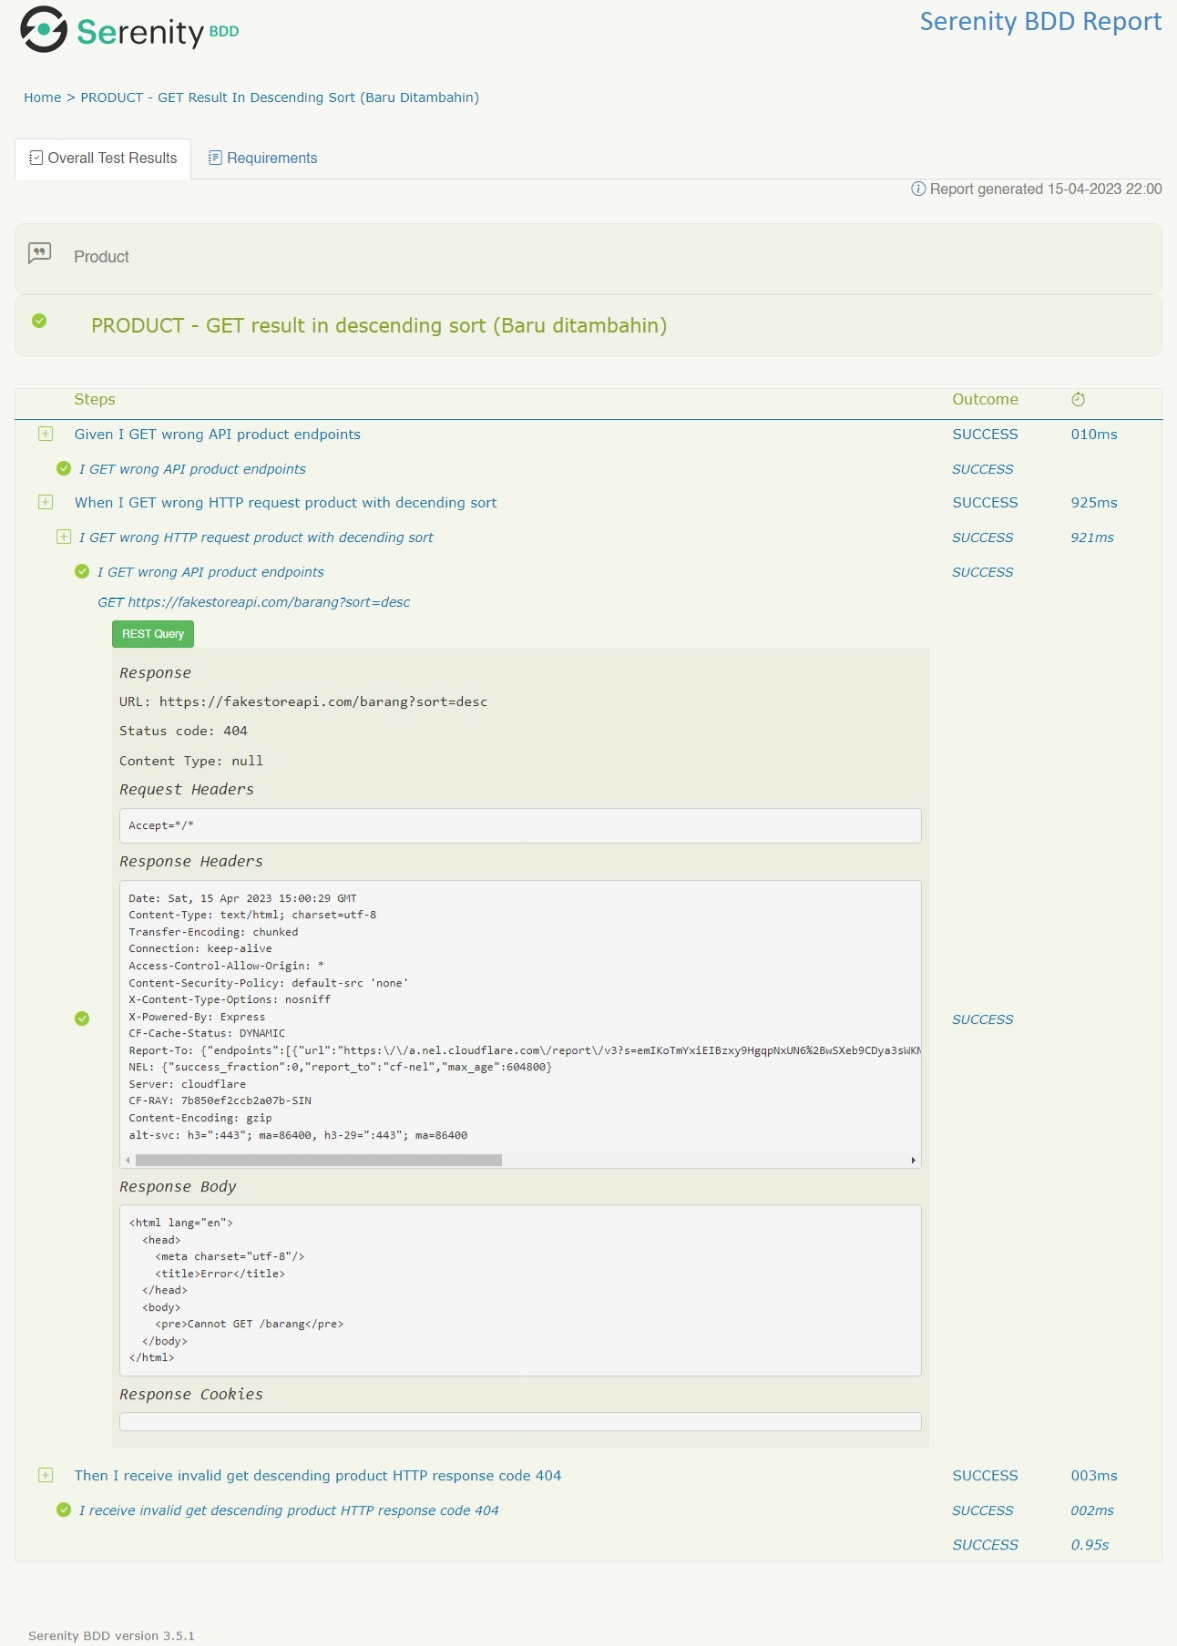 Serenity BDD
Serenity BDD Report
Home > PRODUCT - GET Result In Descending Sort (Baru Ditambahin)
Overall Test Results
Requirements
Report generated 15-04-2023 22:00
Product
PRODUCT - GET result in descending sort (Baru ditambahin)
Steps Outcome
Given I GET wrong API product endpoints SUCCESS 010ms
I GET wrong API product endpoints SUCCESS
When I GET wrong HTTP request product with decending sort SUCCESS 925ms
I GET wrong HTTP request product with decending sort SUCCESS 921ms
I GET wrong API product endpoints SUCCESS
GET https://fakestoreapi.com/barang?sort=desc
REST Query
Response
URL: https://fakestoreapi.com/barang?sort=desc
Status code: 404
Content Type: null
Request Headers
Accept=*/*
Response Headers
Date: Sat, 15 Apr 2023 15:00:29 GMT
Content-Type: text/html; charset=utf-8
Transfer-Encoding: chunked
Connection: keep-alive
Access-Control-Allow-Origin: *
Content-Security-Policy: default-src 'none'
X-Content-Type-Options: nosniff
X-Powered-By: Express
SUCCESS
CF-Cache-Status: DYNAMIC
Report-To: {"endpoints":[{"url":"https:\/\/a.nel.cloudflare.com\/report\/v3?s=emIKoTmYxiEIBzxy9HgqpNxUN6%2BwSXeb9CDya3sWKN
NEL: {"success_fraction":0,"report_to":"cf-nel","max_age":604800}
Server: cloudflare
CF-RAY: 7b850ef2ccb2a07b-SIN
Content-Encoding: gzip
alt-svc: h3=":443"; ma=86400, h3-29=":443"; ma=86400
Response Body
<html lang="en">
<head>
<meta charset="utf-8"/>
<title>Error</title>
</head>
<body>
<pre>Cannot GET /barang</pre>
</body>
</html>
Response Cookies
Then I receive invalid get descending product HTTP response code 404 SUCCESS 003ms
I receive invalid get descending product HTTP response code 404 SUCCESS 002ms
SUCCESS 0.95s
Serenity BDD version 3.5.1